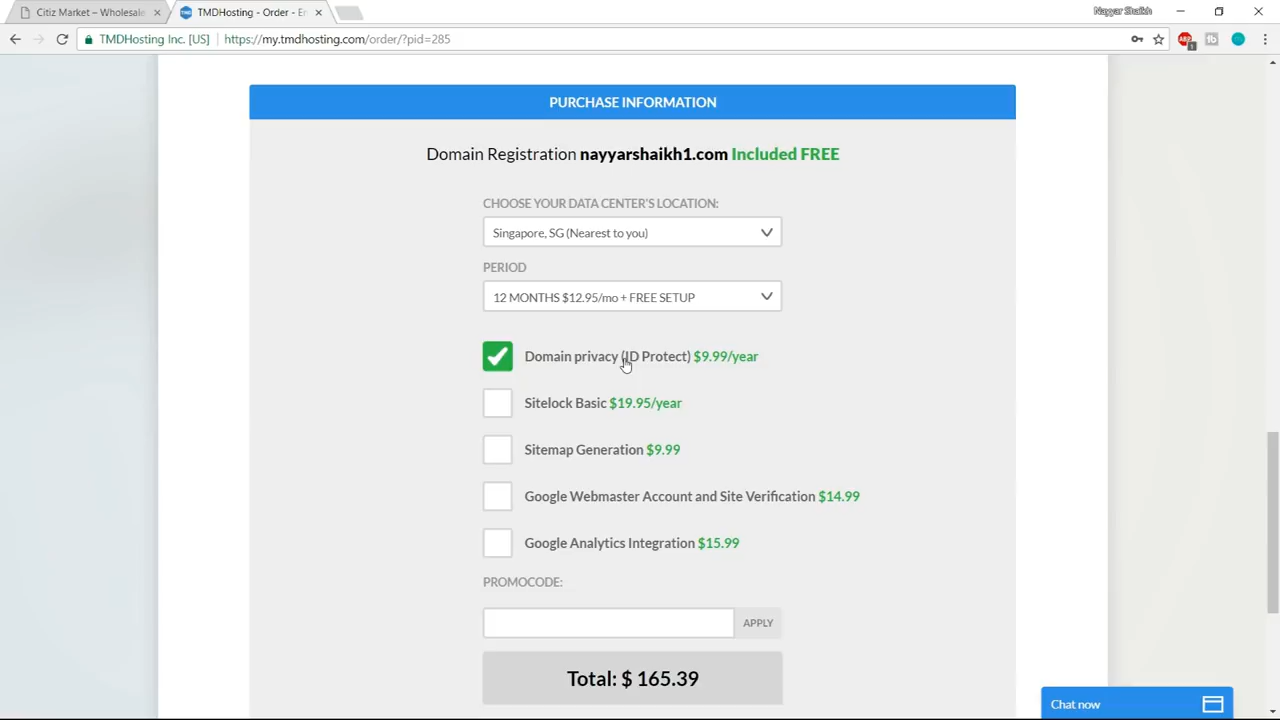 Citiz Market – Wholesale
TMDHosting - Order - En
Nayyar Shaikh
TMDHosting Inc. [US]
https://my.tmdhosting.com/order/?pid=285
PURCHASE INFORMATION
Domain Registration nayyarshaikh1.com Included FREE
CHOOSE YOUR DATA CENTER'S LOCATION:
Singapore, SG (Nearest to you)
PERIOD
12 MONTHS $12.95/mo + FREE SETUP
Domain privacy (ID Protect) $9.99/year
Sitelock Basic $19.95/year
Sitemap Generation $9.99
Google Webmaster Account and Site Verification $14.99
Google Analytics Integration $15.99
PROMOCODE:
APPLY
Total: $ 165.39
Chat now